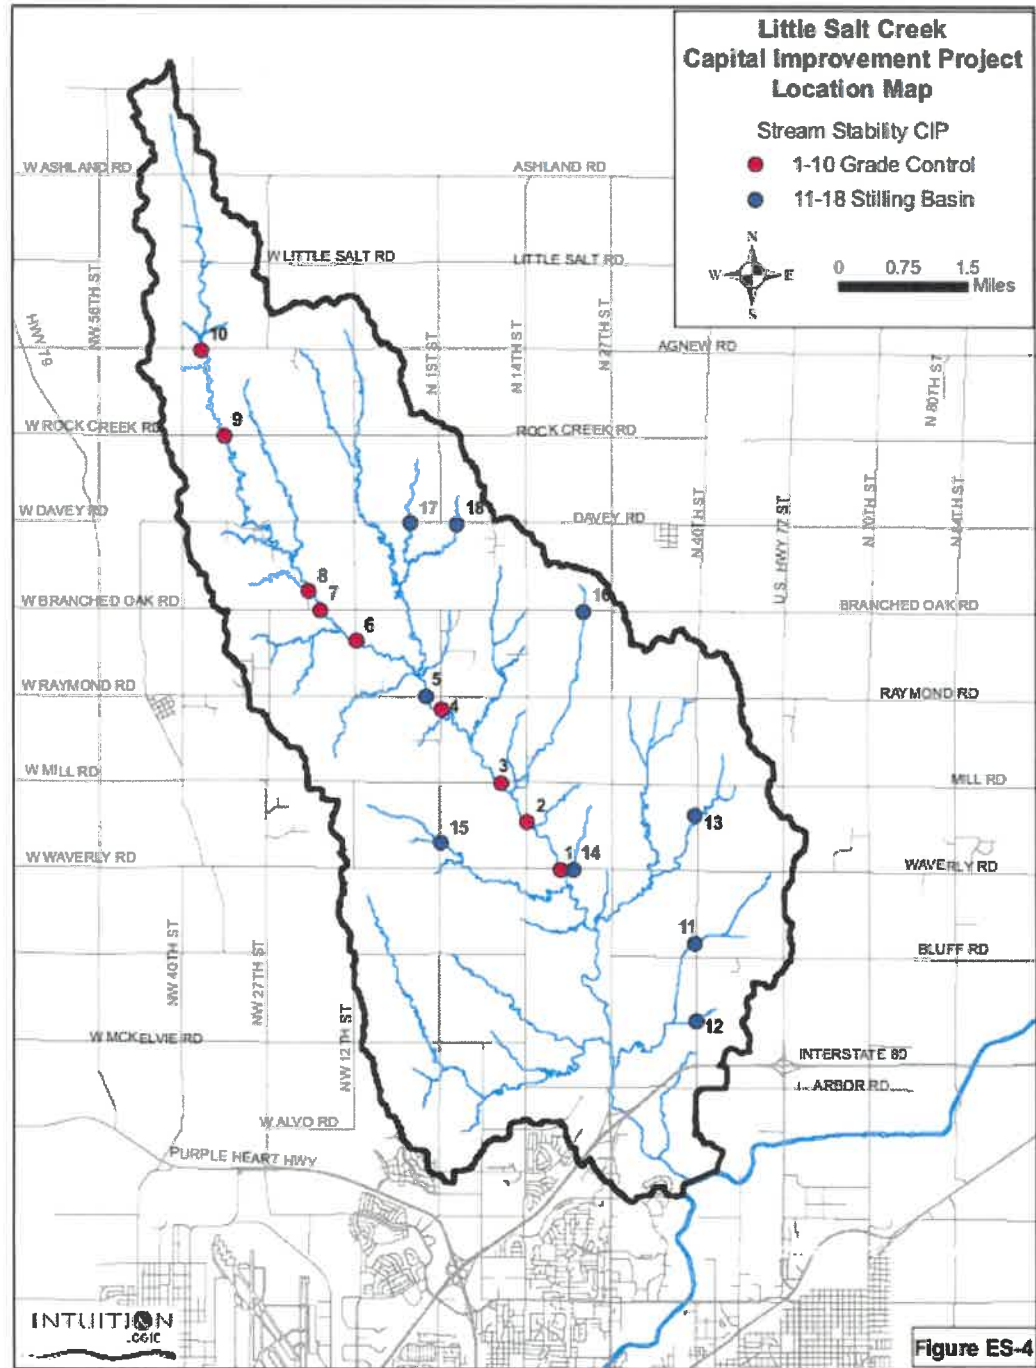 Little Salt Creek
Capital Improvement Project
Location Map
Stream Stability CIP
1-10 Grade Control
11-18 Stilling Basin
N
W E
S
0 0.75 1.5
Miles
W ASHLAND RD
ASHLAND RD
W LITTLE SALT RD
LITTLE SALT RD
NW 56TH ST
HWY 19
N 1ST ST
N 14TH ST
N 27TH ST
AGNEW RD
N 80TH ST
10
9
W ROCK CREEK RD
ROCK CREEK RD
17
18
W DAVEY RD
DAVEY RD
N 40TH ST
U.S. HWY 77 ST
N 70TH ST
N 84TH ST
8
7
W BRANCHED OAK RD
16
BRANCHED OAK RD
6
5
W RAYMOND RD
4
RAYMOND RD
3
W MILL RD
MILL RD
2
13
15
W WAVERLY RD
1
14
WAVERLY RD
11
BLUFF RD
NW 40TH ST
NW 27TH ST
NW 12TH ST
12
W MCKELVIE RD
INTERSTATE 80
ARBOR RD
W ALVO RD
PURPLE HEART HWY
INTUITION
LOGIC
Figure ES-4